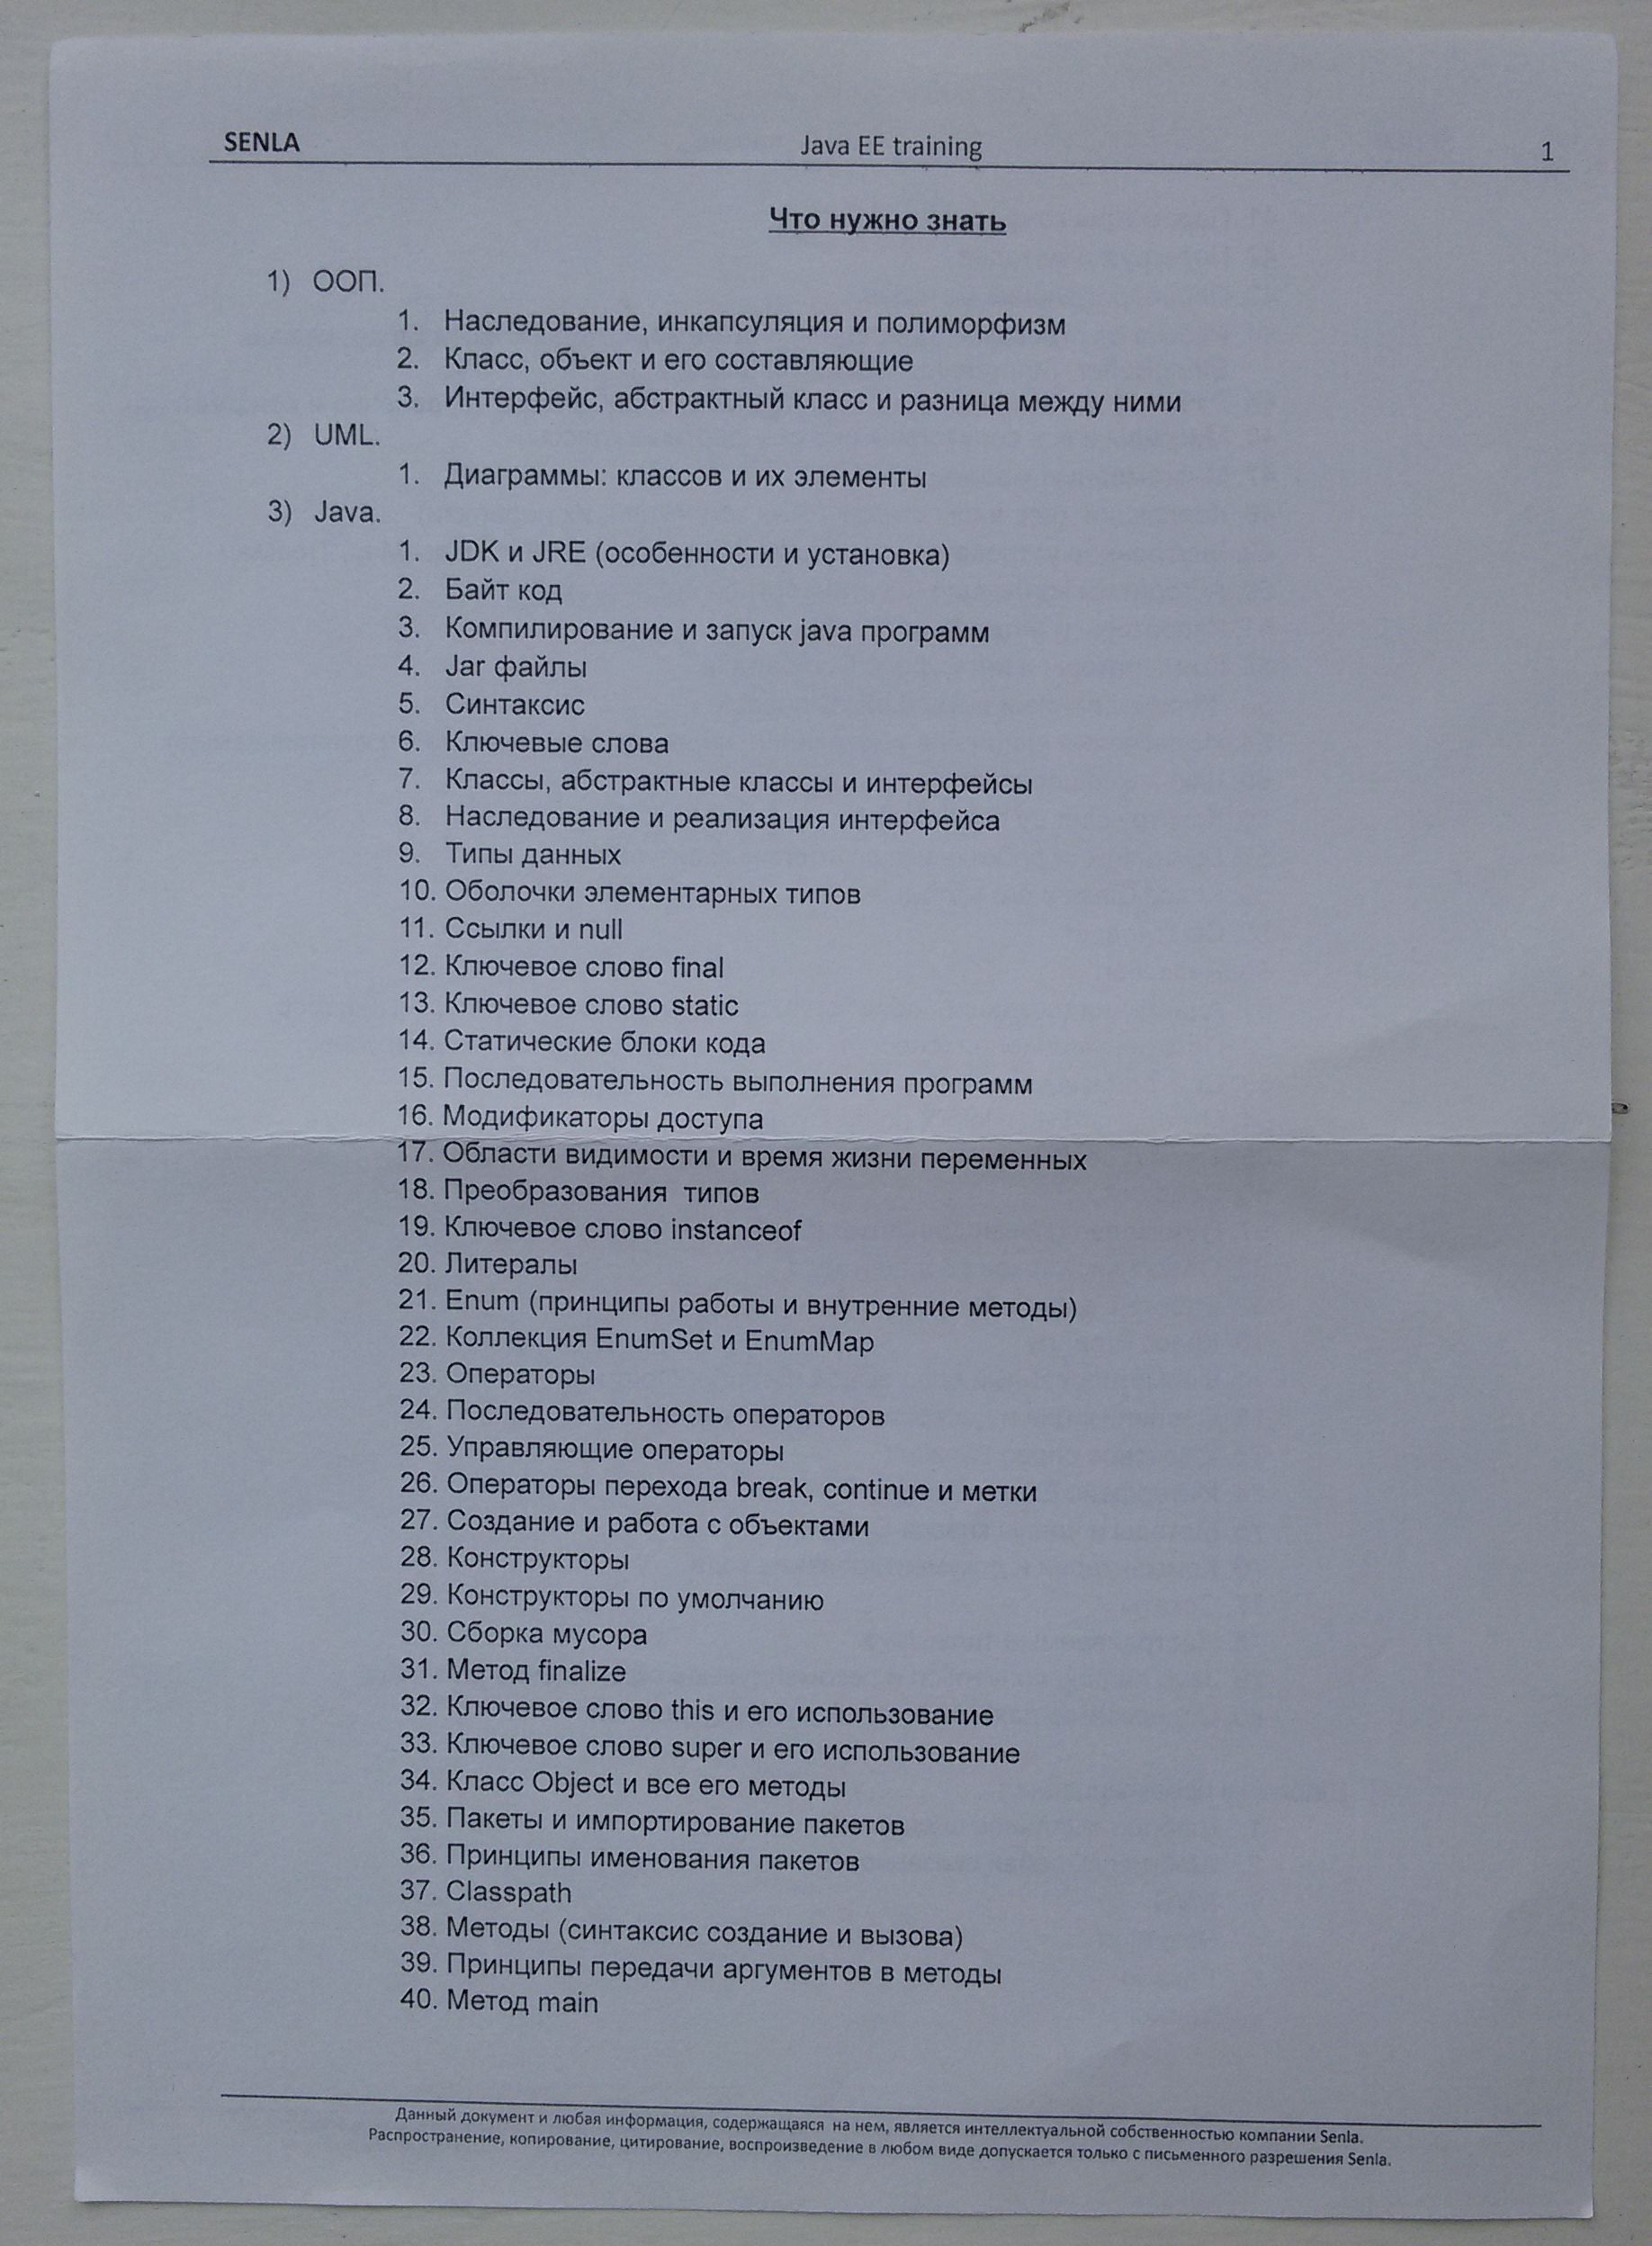 SENLA Java EE training 1
Что нужно знать
1) ООП.
1. Наследование, инкапсуляция и полиморфизм
2. Класс, объект и его составляющие
3. Интерфейс, абстрактный класс и разница между ними
2) UML.
1. Диаграммы: классов и их элементы
3) Java.
1. JDK и JRE (особенности и установка)
2. Байт код
3. Компилирование и запуск java программ
4. Jar файлы
5. Синтаксис
6. Ключевые слова
7. Классы, абстрактные классы и интерфейсы
8. Наследование и реализация интерфейса
9. Типы данных
10. Оболочки элементарных типов
11. Ссылки и null
12. Ключевое слово final
13. Ключевое слово static
14. Статические блоки кода
15. Последовательность выполнения программ
16. Модификаторы доступа
17. Области видимости и время жизни переменных
18. Преобразования типов
19. Ключевое слово instanceof
20. Литералы
21. Enum (принципы работы и внутренние методы)
22. Коллекция EnumSet и EnumMap
23. Операторы
24. Последовательность операторов
25. Управляющие операторы
26. Операторы перехода break, continue и метки
27. Создание и работа с объектами
28. Конструкторы
29. Конструкторы по умолчанию
30. Сборка мусора
31. Метод finalize
32. Ключевое слово this и его использование
33. Ключевое слово super и его использование
34. Класс Object и все его методы
35. Пакеты и импортирование пакетов
36. Принципы именования пакетов
37. Classpath
38. Методы (синтаксис создание и вызова)
39. Принципы передачи аргументов в методы
40. Метод main
Данный документ и любая информация, содержащаяся на нем, является интеллектуальной собственностью компании Senla.
Распространение, копирование, цитирование, воспроизведение в любом виде допускается только с письменного разрешения Senla.